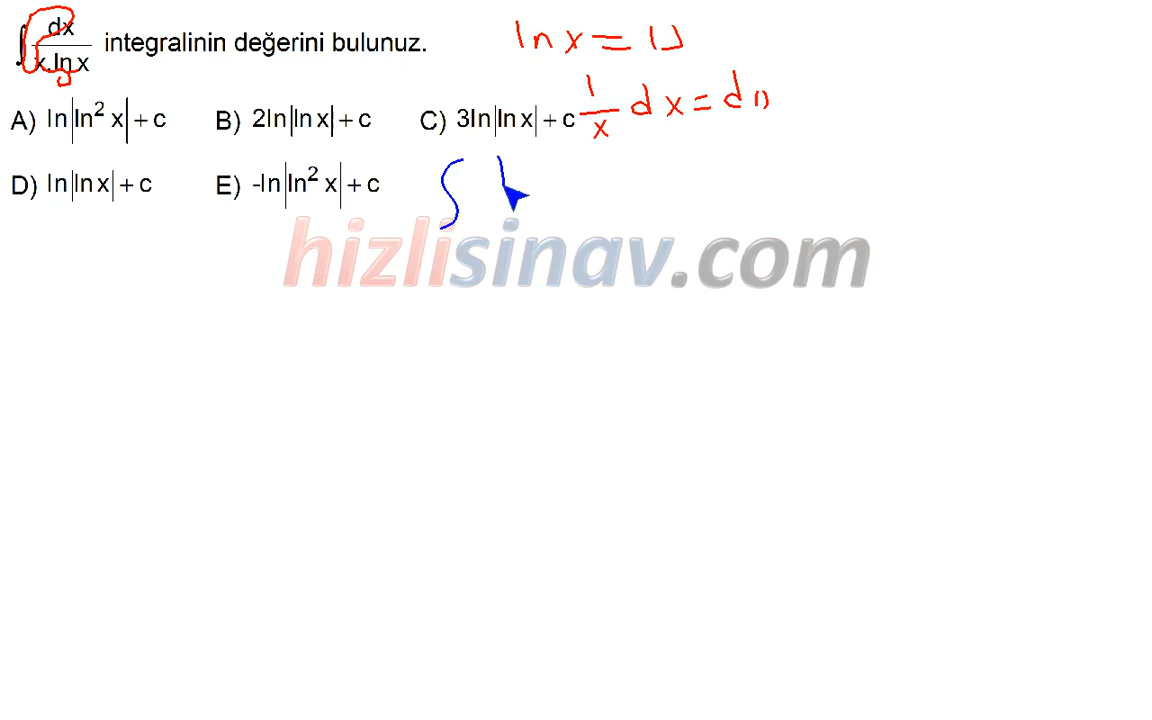 ∫ dx / (x.ln x) integralinin değerini bulunuz.
ln x = u
1/x dx = du
A) ln|ln² x| + c B) 2ln|ln x| + c C) 3ln|ln x| + c
D) ln|ln x| + c E) -ln|ln² x| + c
∫
hizlisinav.com